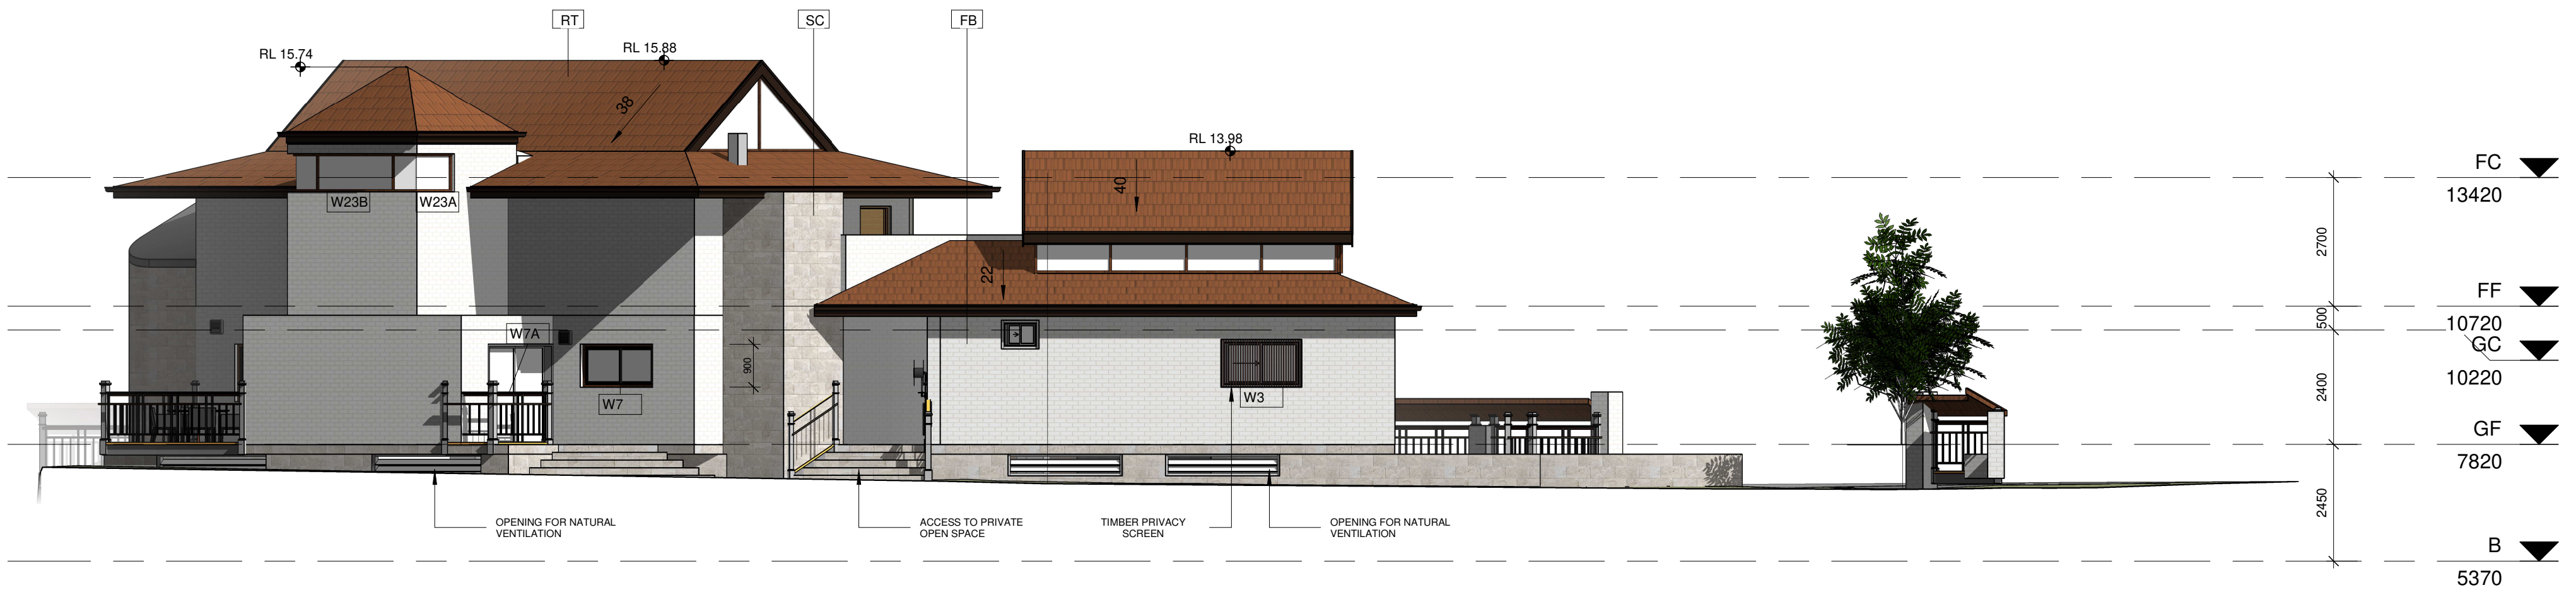 RT
SC
FB
RL 15.74
RL 15.88
38
RL 13.98
40
FC
13420
W23B
W23A
2700
22
FF
10720
500
W7A
GC
10220
900
W7
W3
2400
GF
7820
2450
OPENING FOR NATURAL
VENTILATION
ACCESS TO PRIVATE
OPEN SPACE
TIMBER PRIVACY
SCREEN
OPENING FOR NATURAL
VENTILATION
B
5370